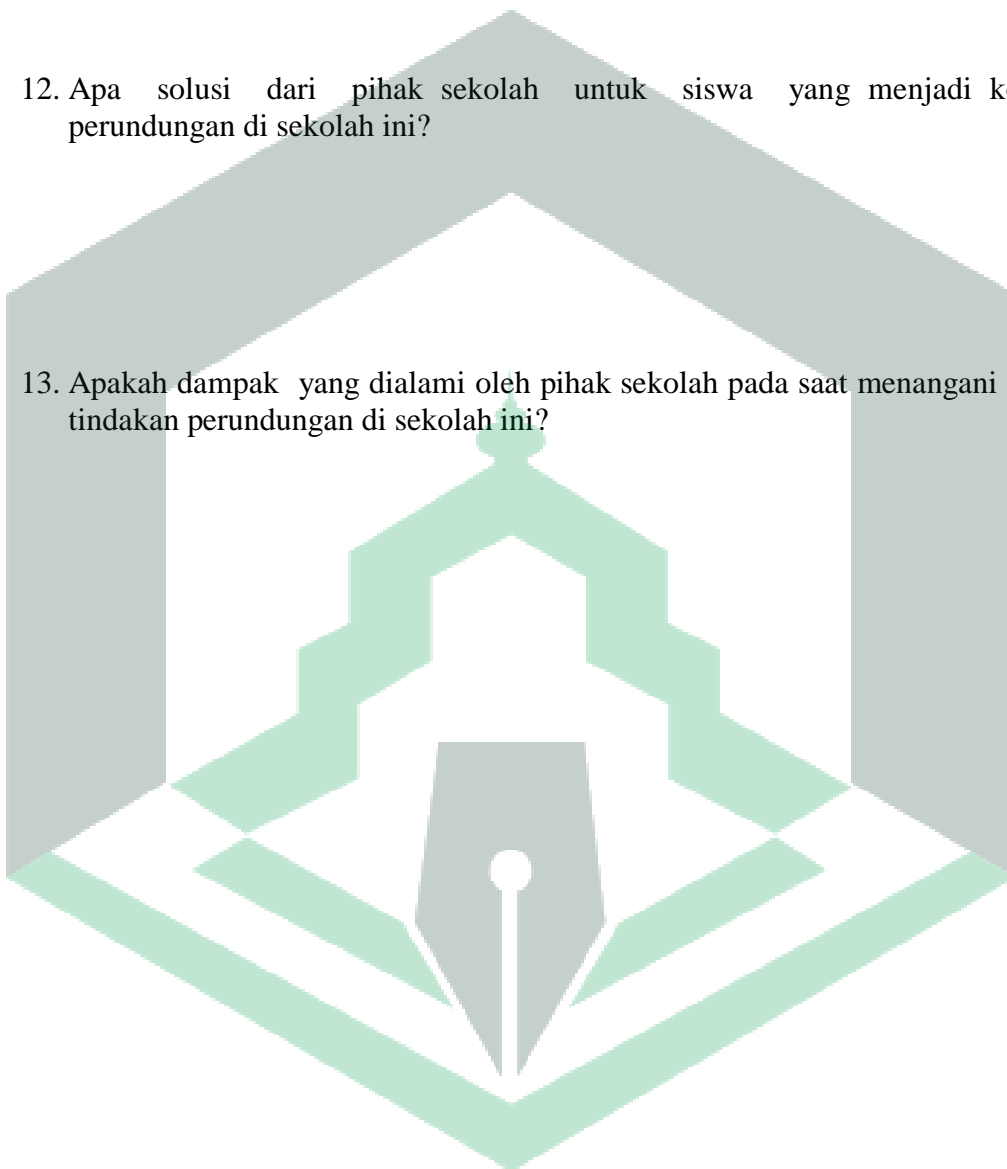 12. Apa solusi dari pihak sekolah untuk siswa yang menjadi
perundungan di sekolah ini?
13. Apakah dampak yang dialami oleh pihak sekolah pada saat menangani
tindakan perundungan di sekolah ini?